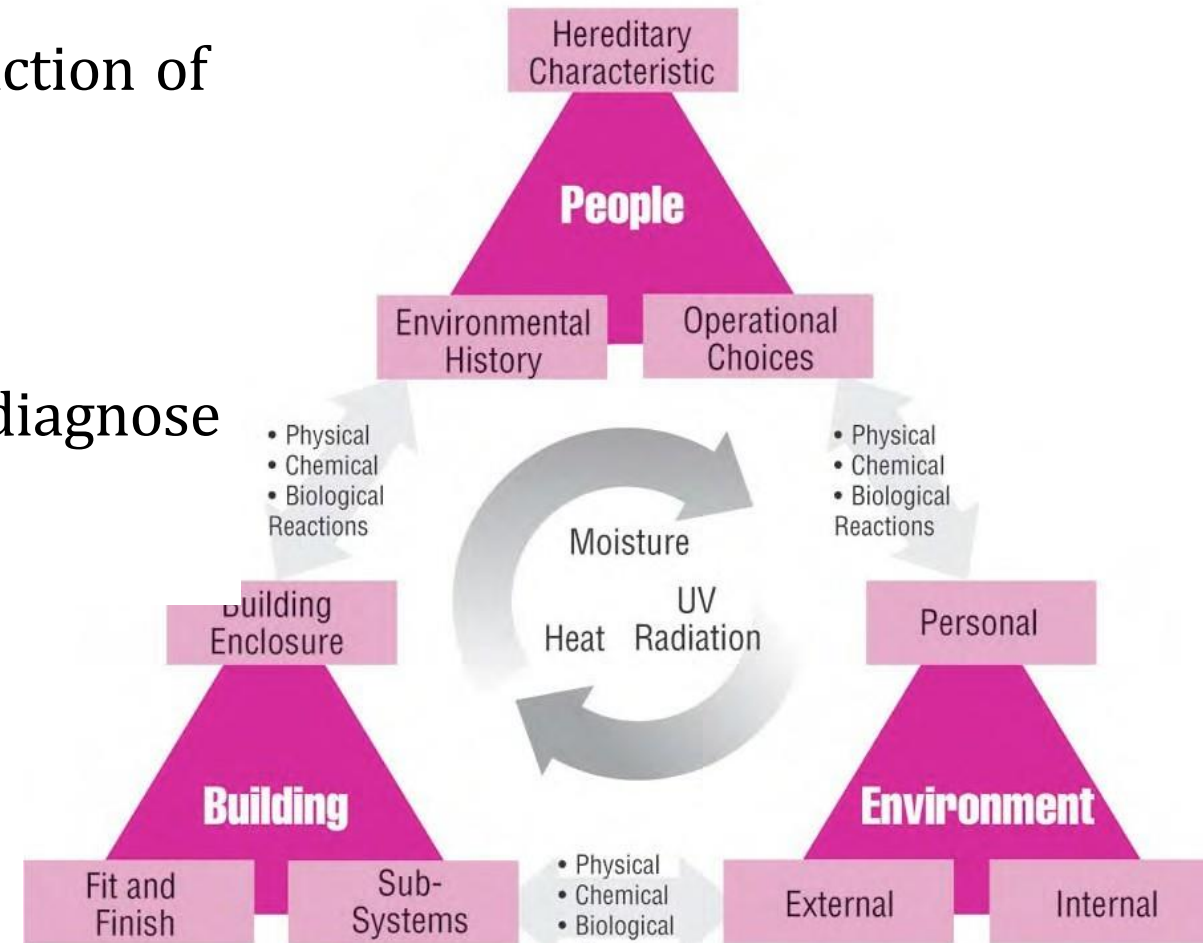 ction of
diagnose
Hereditary
Characteristic
People
Environmental
History
Operational
Choices
• Physical
• Chemical
• Biological
Reactions
• Physical
• Chemical
• Biological
Reactions
Moisture
UV
Heat Radiation
Building
Enclosure
Personal
Building
Environment
Fit and
Finish
Sub-
Systems
• Physical
• Chemical
• Biological
External
Internal